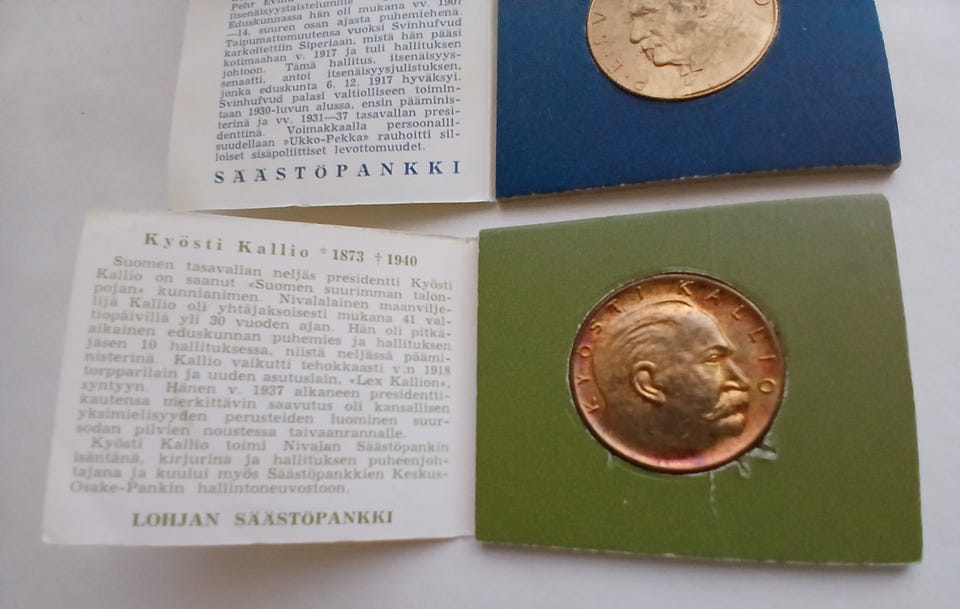 Pehr Evind
itsenäisyystaistelumme
Eduskunnassa hän oli mukana vv. 1907
—14, suuren osan ajasta puhemiehenä.
Taipumattomuutensa vuoksi Svinhufvud
karkoitettiin Siperiaan, mistä hän pääsi
kotimaahan v. 1917 ja tuli hallituksen
johtoon. Tämä hallitus, itsenäisyys-
senaatti, antoi itsenäisyysjulistuksen,
jonka eduskunta 6. 12. 1917 hyväksyi.
Svinhufvud palasi valtiolliseen toimin-
taan 1930-luvun alussa, ensin pääminis-
terinä ja vv. 1931—37 tasavallan presi-
denttinä. Voimakkaalla persoonalli-
suudellaan »Ukko-Pekka» rauhoitti sil-
loiset sisäpoliittiset levottomuudet.
SÄÄSTÖPANKKI
Kyösti Kallio * 1873 † 1940
Suomen tasavallan neljäs presidentti Kyösti
Kallio on saanut «Suomen suurimman talon-
pojan» kunnianimen. Nivalalainen maanvilje-
lijä Kallio oli yhtäjaksoisesti mukana 41 val-
tiopäivillä yli 30 vuoden ajan. Hän oli pitkä-
aikainen eduskunnan puhemies ja hallituksen
jäsen 10 hallituksessa, niistä neljässä päämi-
nisterinä. Kallio vaikutti tehokkaasti v:n 1918
torpparilain ja uuden asutuslain, «Lex Kallion»,
syntyyn. Hänen v. 1937 alkaneen presidentti-
kautensa merkittävin saavutus oli kansallisen
yksimielisyyden perusteiden luominen suur-
sodan pilvien noustessa taivaanrannalle.
Kyösti Kallio toimi Nivalan Säästöpankin
isäntänä, kirjurina ja hallituksen puheenjoh-
tajana ja kuului myös Säästöpankkien Keskus-
Osake-Pankin hallintoneuvostoon.
LOHJAN SÄÄSTÖPANKKI
KYÖSTI KALLIO